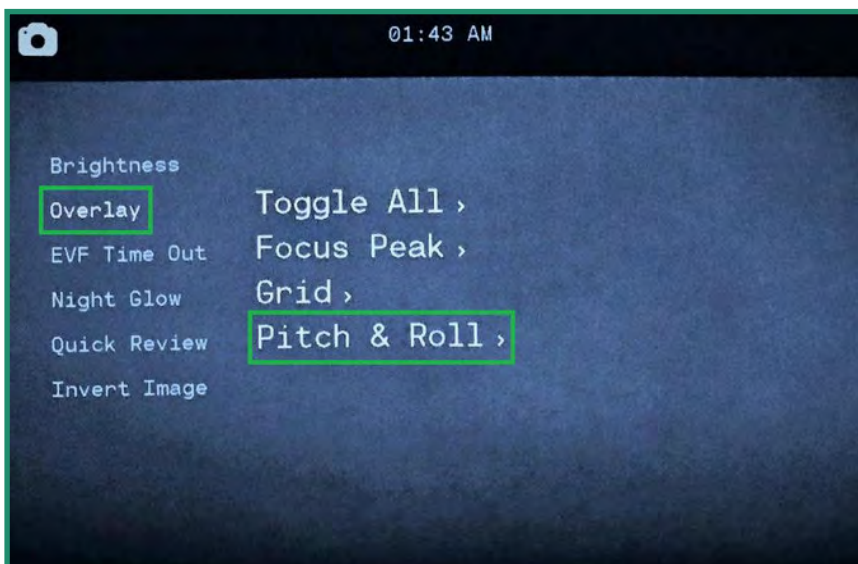 01:43 AM
Brightness
Overlay
EVF Time Out
Night Glow
Quick Review
Invert Image
Toggle All ›
Focus Peak ›
Grid ›
Pitch & Roll ›